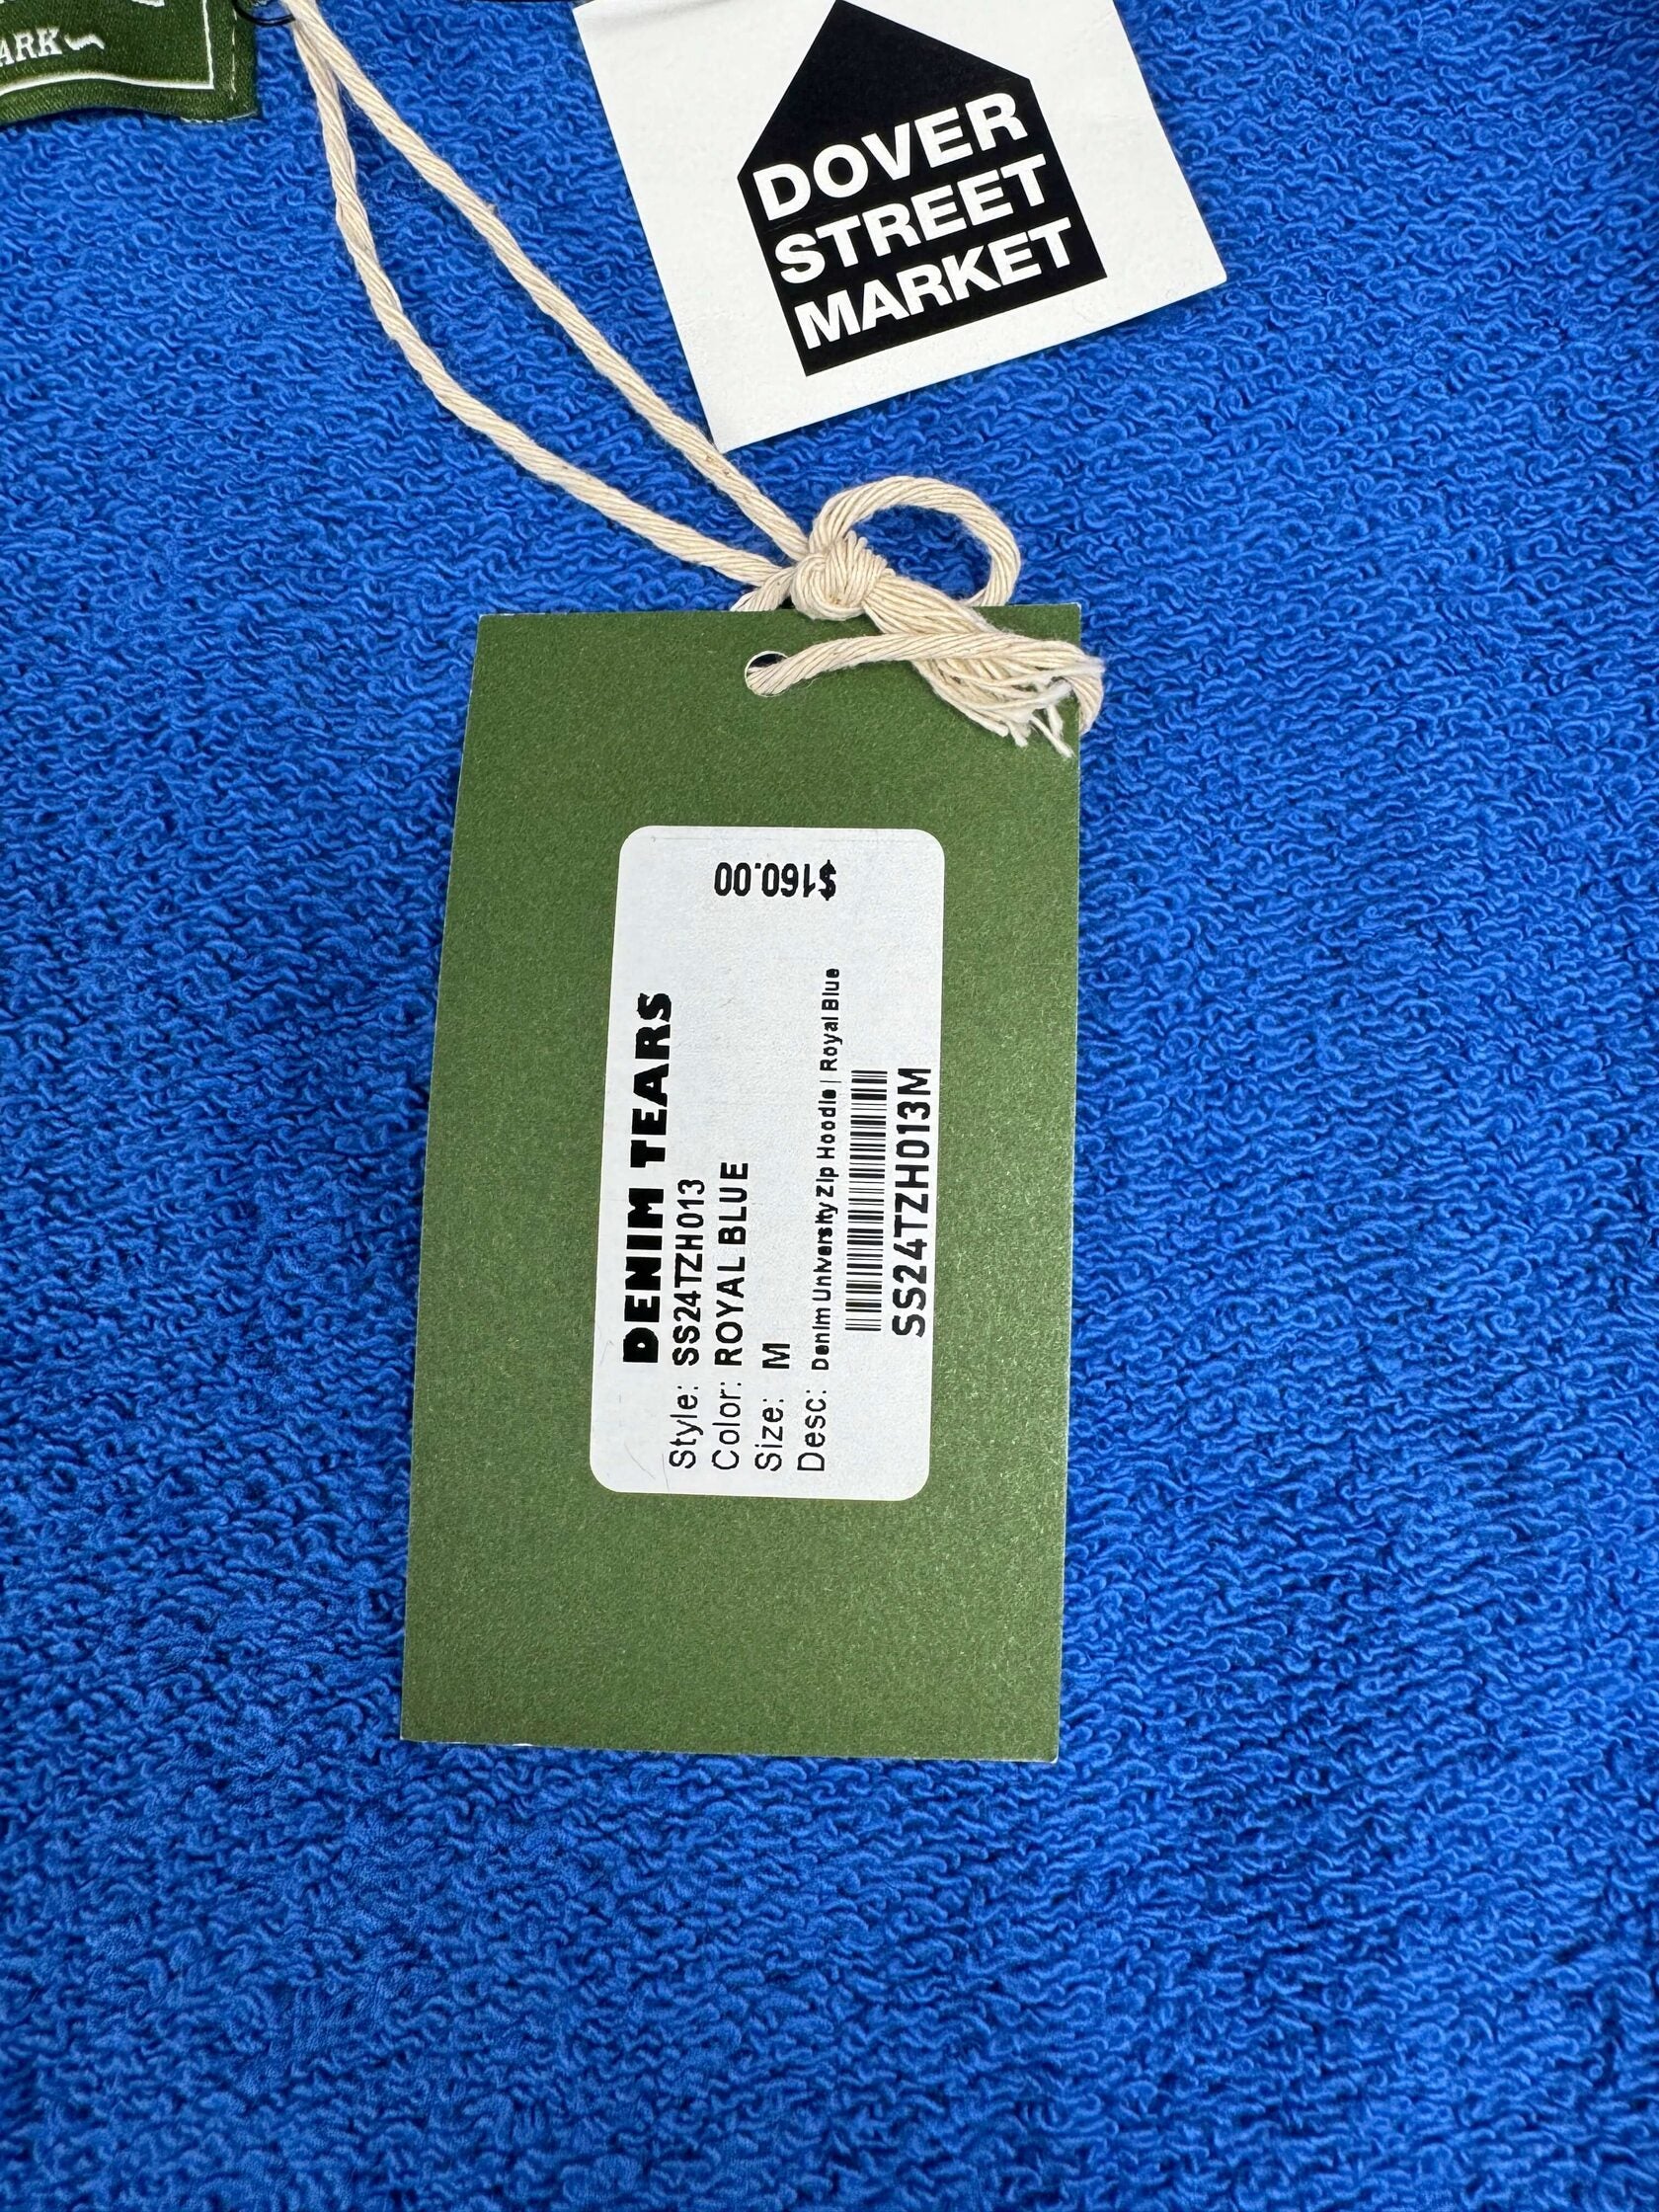 ARK
DOVER
STREET
MARKET
$160.00
DENIM TEARS
Style: SS24TZH013
Color: ROYAL BLUE
Size: M
Desc: Denim University Zip Hoodie | Royal Blue
SS24TZH013M